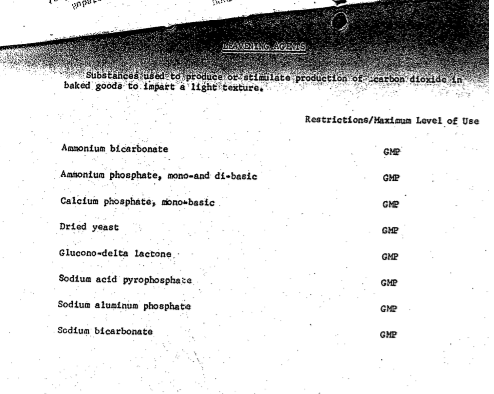 LEAVENING AGENTS
Substances used to produce or stimulate production of carbon dioxide in
baked goods to impart a light texture.
Restrictions/Maximum Level of Use
Ammonium bicarbonate GMP
Ammonium phosphate, mono-and di-basic GMP
Calcium phosphate, mono-basic GMP
Dried yeast GMP
Glucono-delta lactone GMP
Sodium acid pyrophosphate GMP
Sodium aluminum phosphate GMP
Sodium bicarbonate GMP